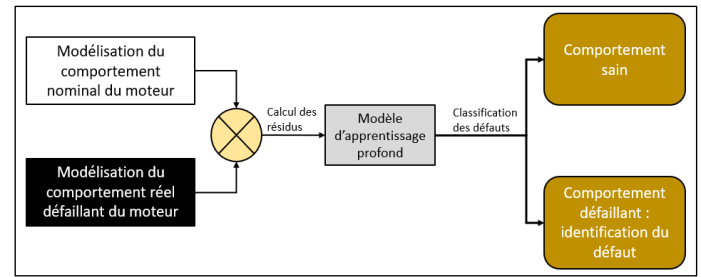 Modélisation du
comportement
nominal du moteur
Modélisation du
comportement réel
défaillant du moteur
Calcul des
résidus
Modèle
d'apprentissage
profond
Classification
des défauts
Comportement
sain
Comportement
défaillant :
identification du
défaut